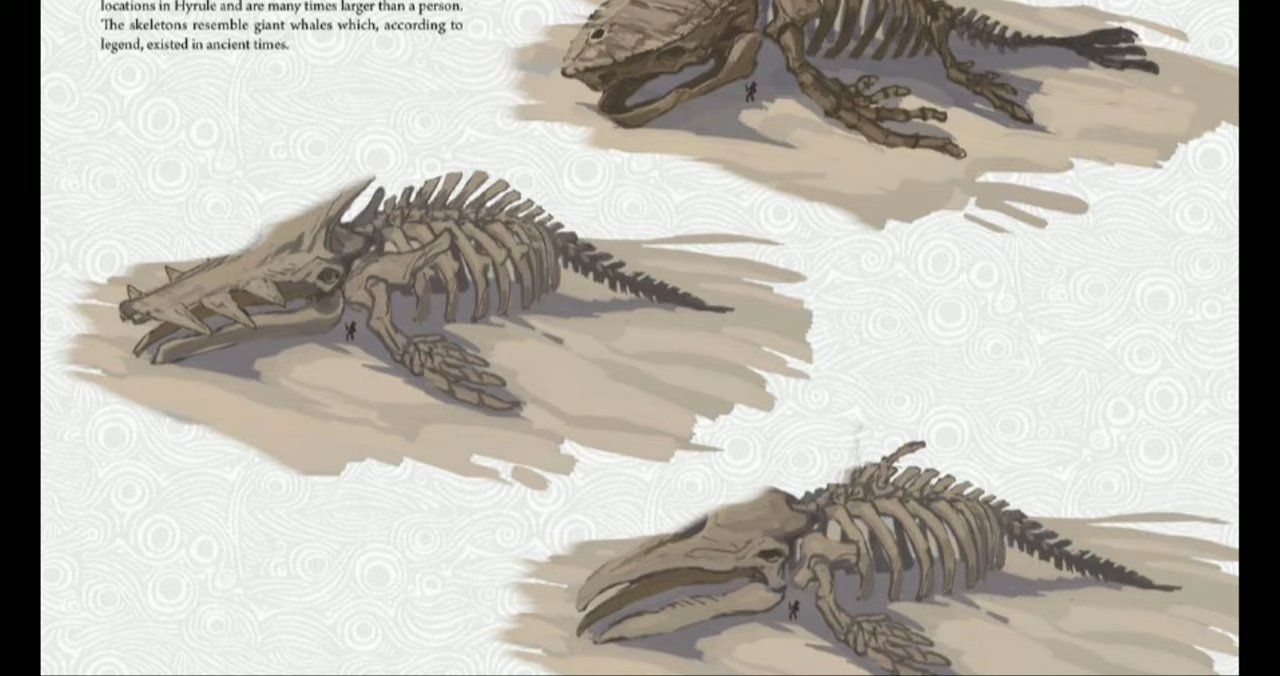 locations in Hyrule and are many times larger than a person.
The skeletons resemble giant whales which, according to
legend, existed in ancient times.